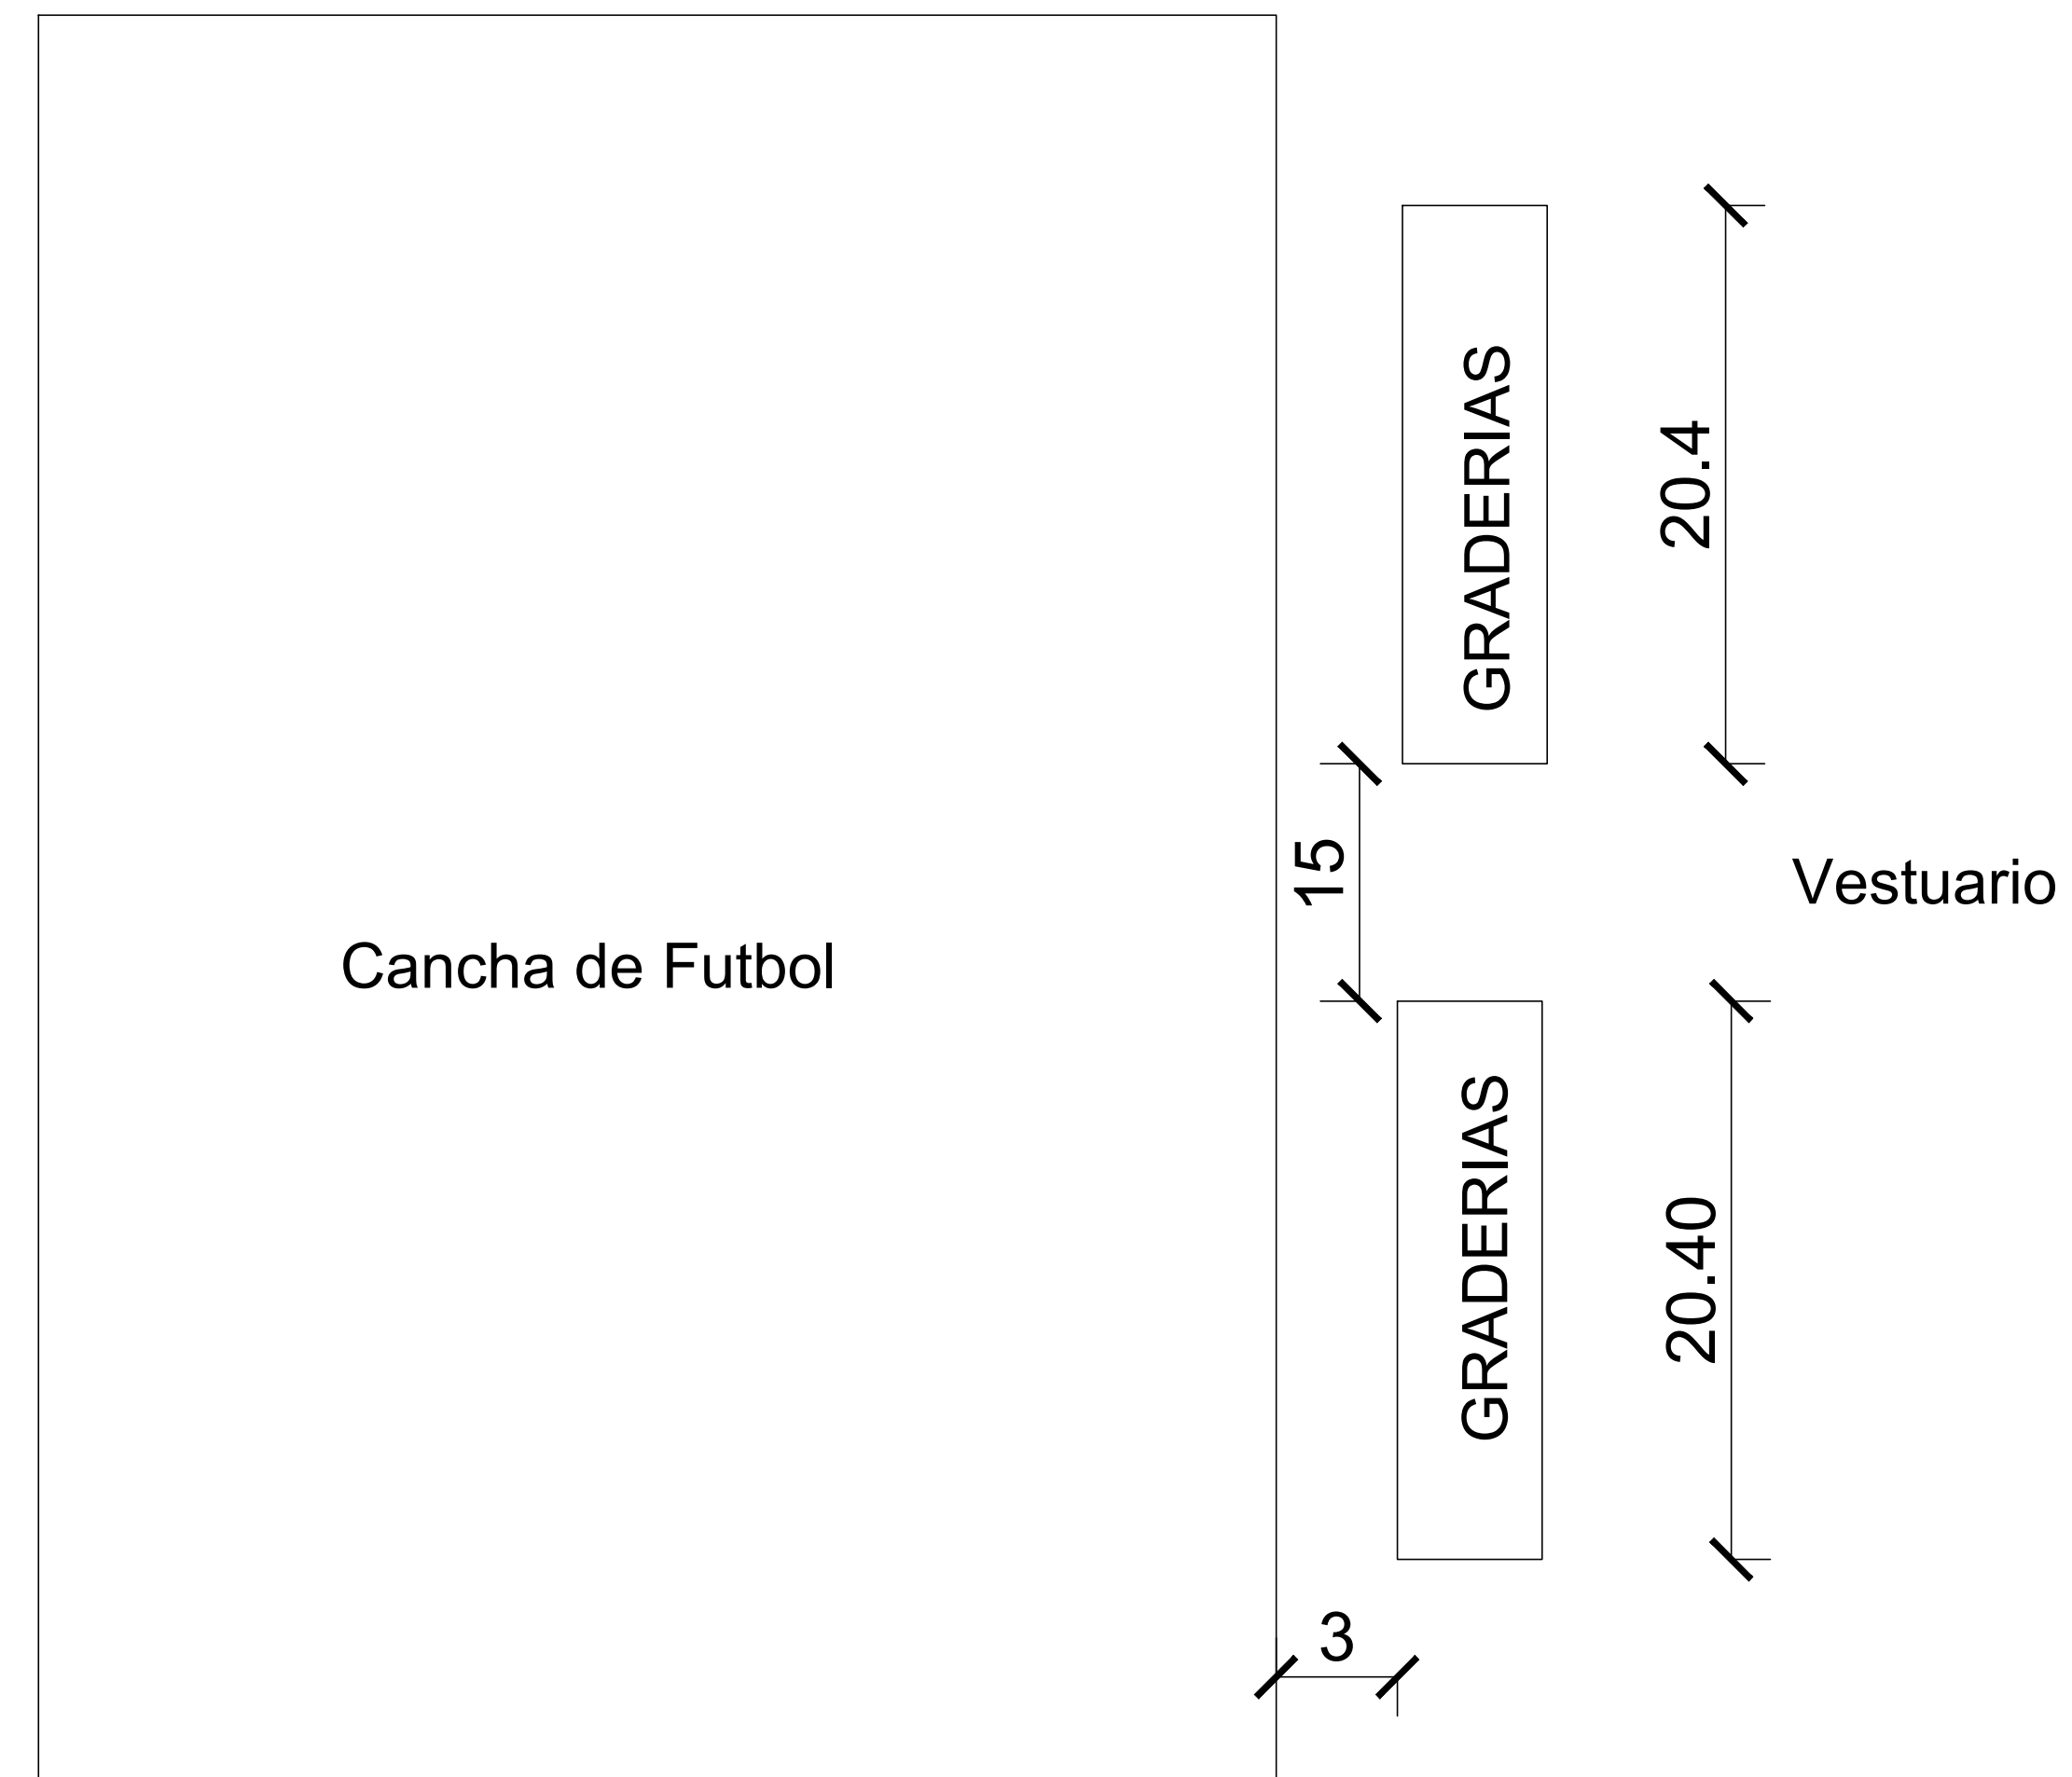 GRADERIAS
20.4
15
Vestuario
Cancha de Futbol
GRADERIAS
20.40
3